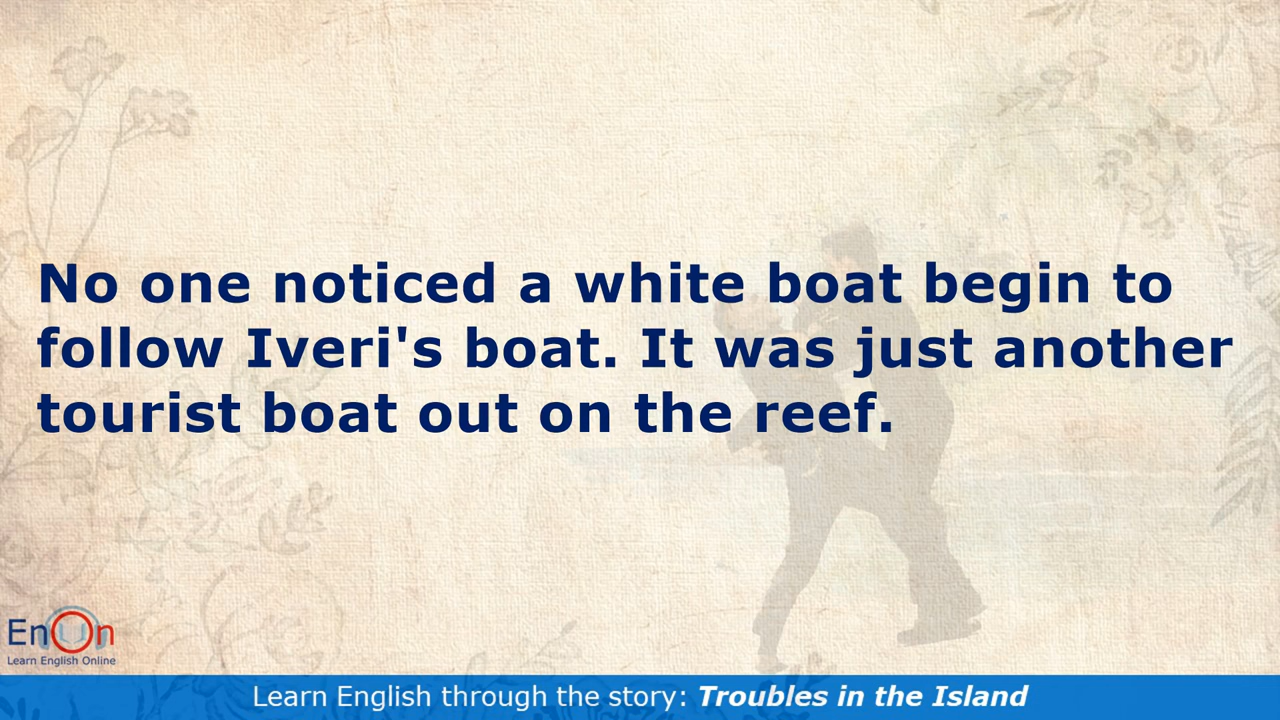 No one noticed a white boat begin to
follow Iveri's boat. It was just another
tourist boat out on the reef.
EnOn
Learn English Online
Learn English through the story: Troubles in the Island